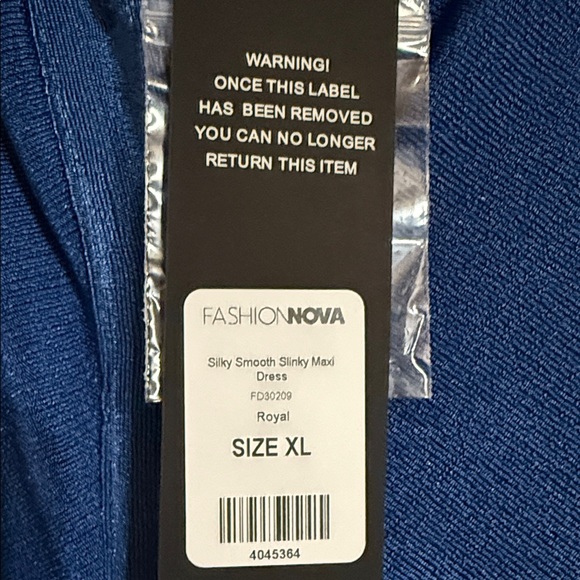 WARNING!
ONCE THIS LABEL
HAS BEEN REMOVED
YOU CAN NO LONGER
RETURN THIS ITEM
FASHIONNOVA
Silky Smooth Slinky Maxi
Dress
FD30209
Royal
SIZE XL
4045364